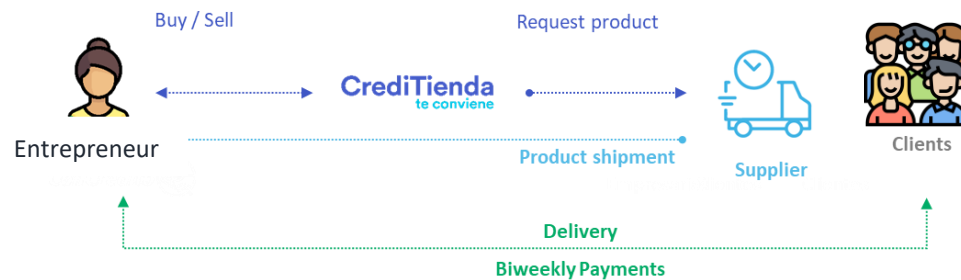 Buy / Sell
Request product
CrediTienda
te conviene
Entrepreneur
Product shipment
Supplier
Clients
Delivery
Biweekly Payments